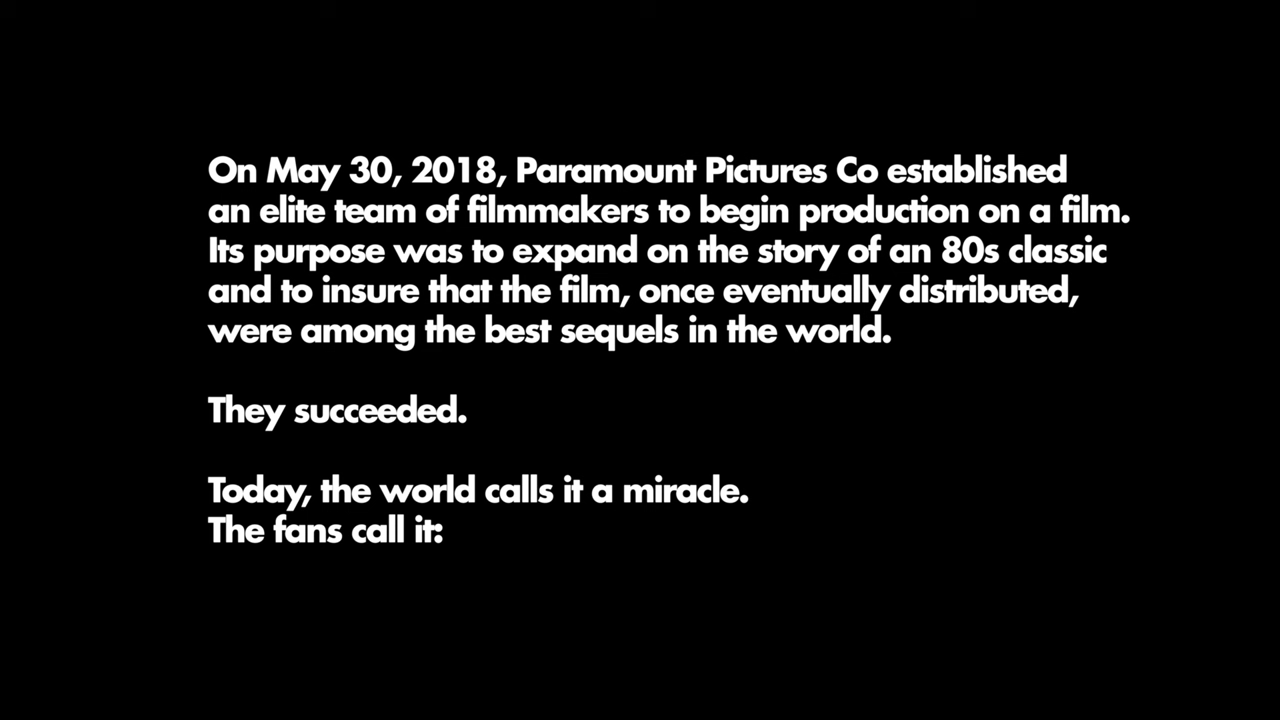 On May 30, 2018, Paramount Pictures Co established
an elite team of filmmakers to begin production on a film.
Its purpose was to expand on the story of an 80s classic
and to insure that the film, once eventually distributed,
were among the best sequels in the world.
They succeeded.
Today, the world calls it a miracle.
The fans call it: